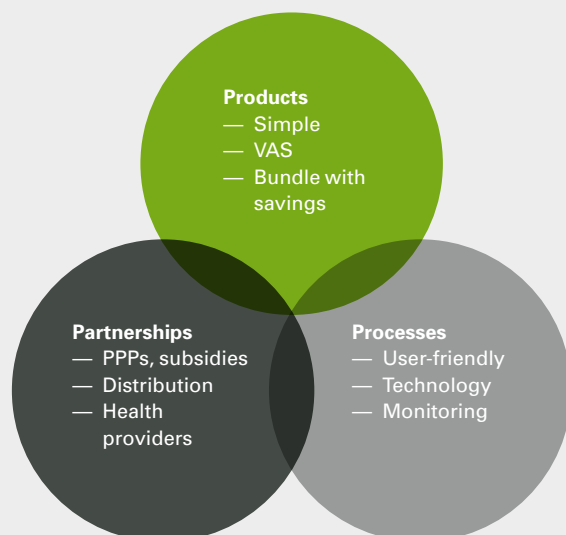 Products
— Simple
— VAS
— Bundle with
savings
Partnerships
— PPPs, subsidies
— Distribution
— Health
providers
Processes
— User-friendly
— Technology
— Monitoring